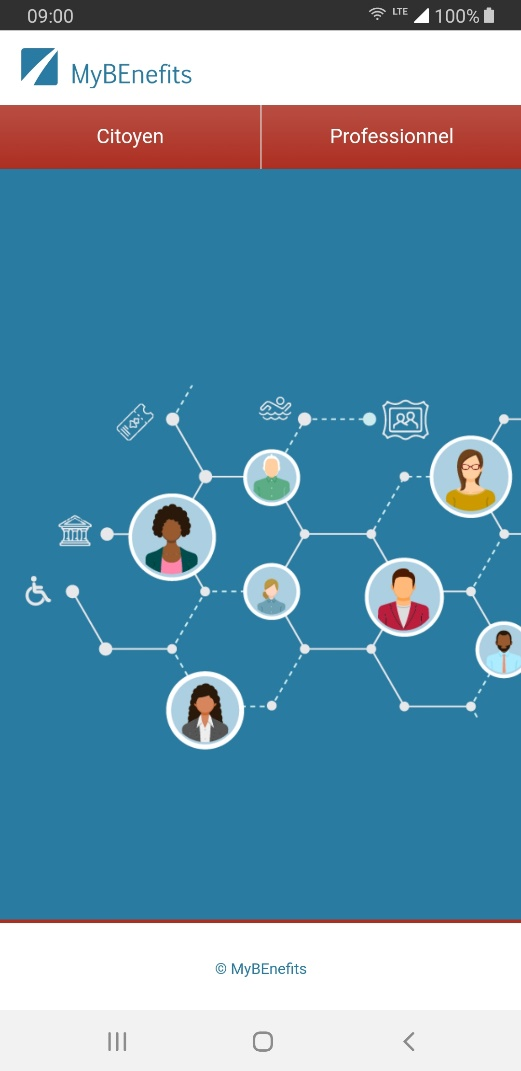 09:00 LTE 100%
MyBEnefits
Citoyen Professionnel
© MyBEnefits